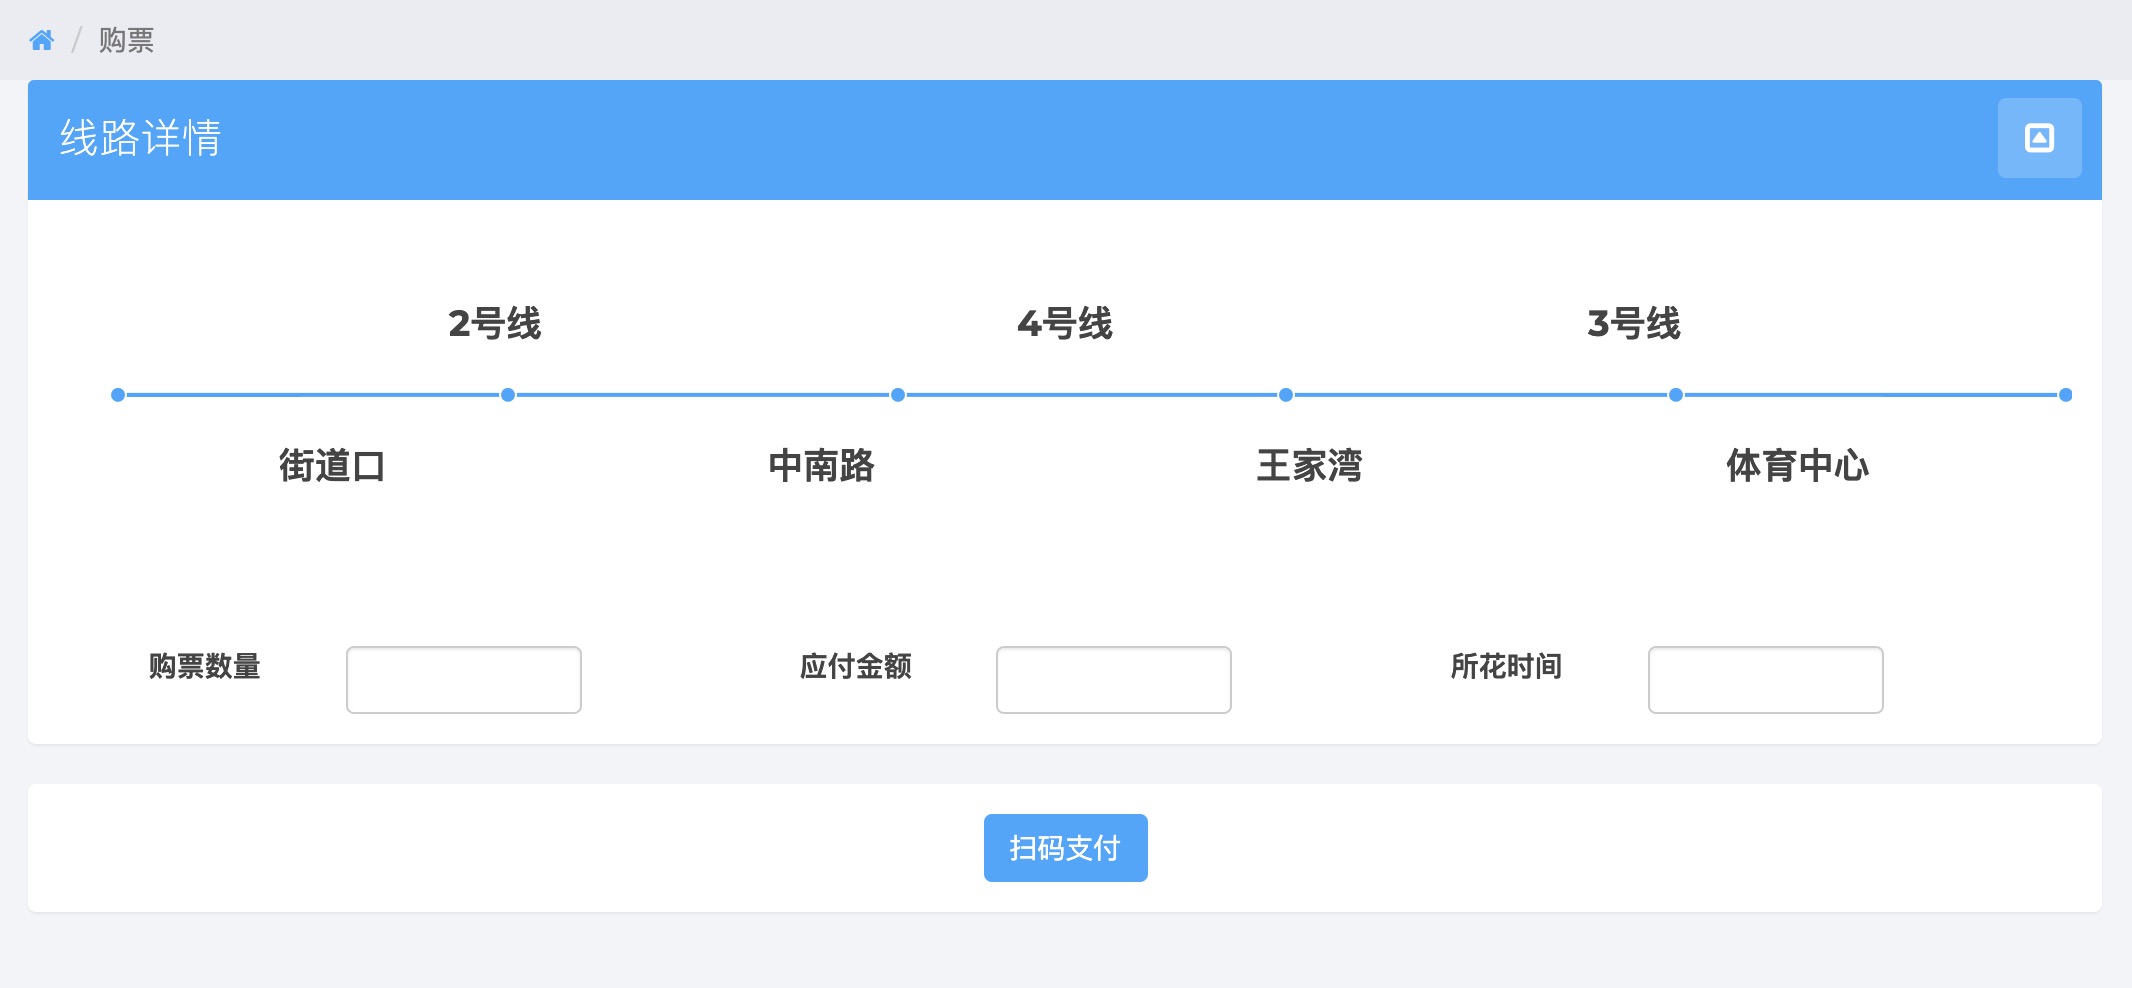 / 购票
线路详情
2号线 4号线 3号线
街道口 中南路 王家湾 体育中心
购票数量 应付金额 所花时间
扫码支付